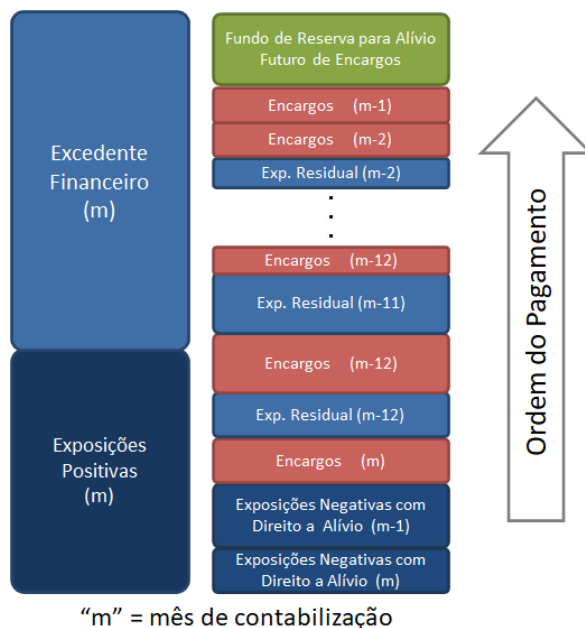 Fundo de Reserva para Alívio
Futuro de Encargos
Encargos (m-1)
Encargos (m-2)
Exp. Residual (m-2)
Encargos (m-12)
Exp. Residual (m-11)
Encargos (m-12)
Exp. Residual (m-12)
Encargos (m)
Exposições Negativas com
Direito a Alívio (m-1)
Exposições Negativas com
Direito a Alívio (m)
Excedente
Financeiro
(m)
Exposições
Positivas
(m)
Ordem do Pagamento
“m” = mês de contabilização